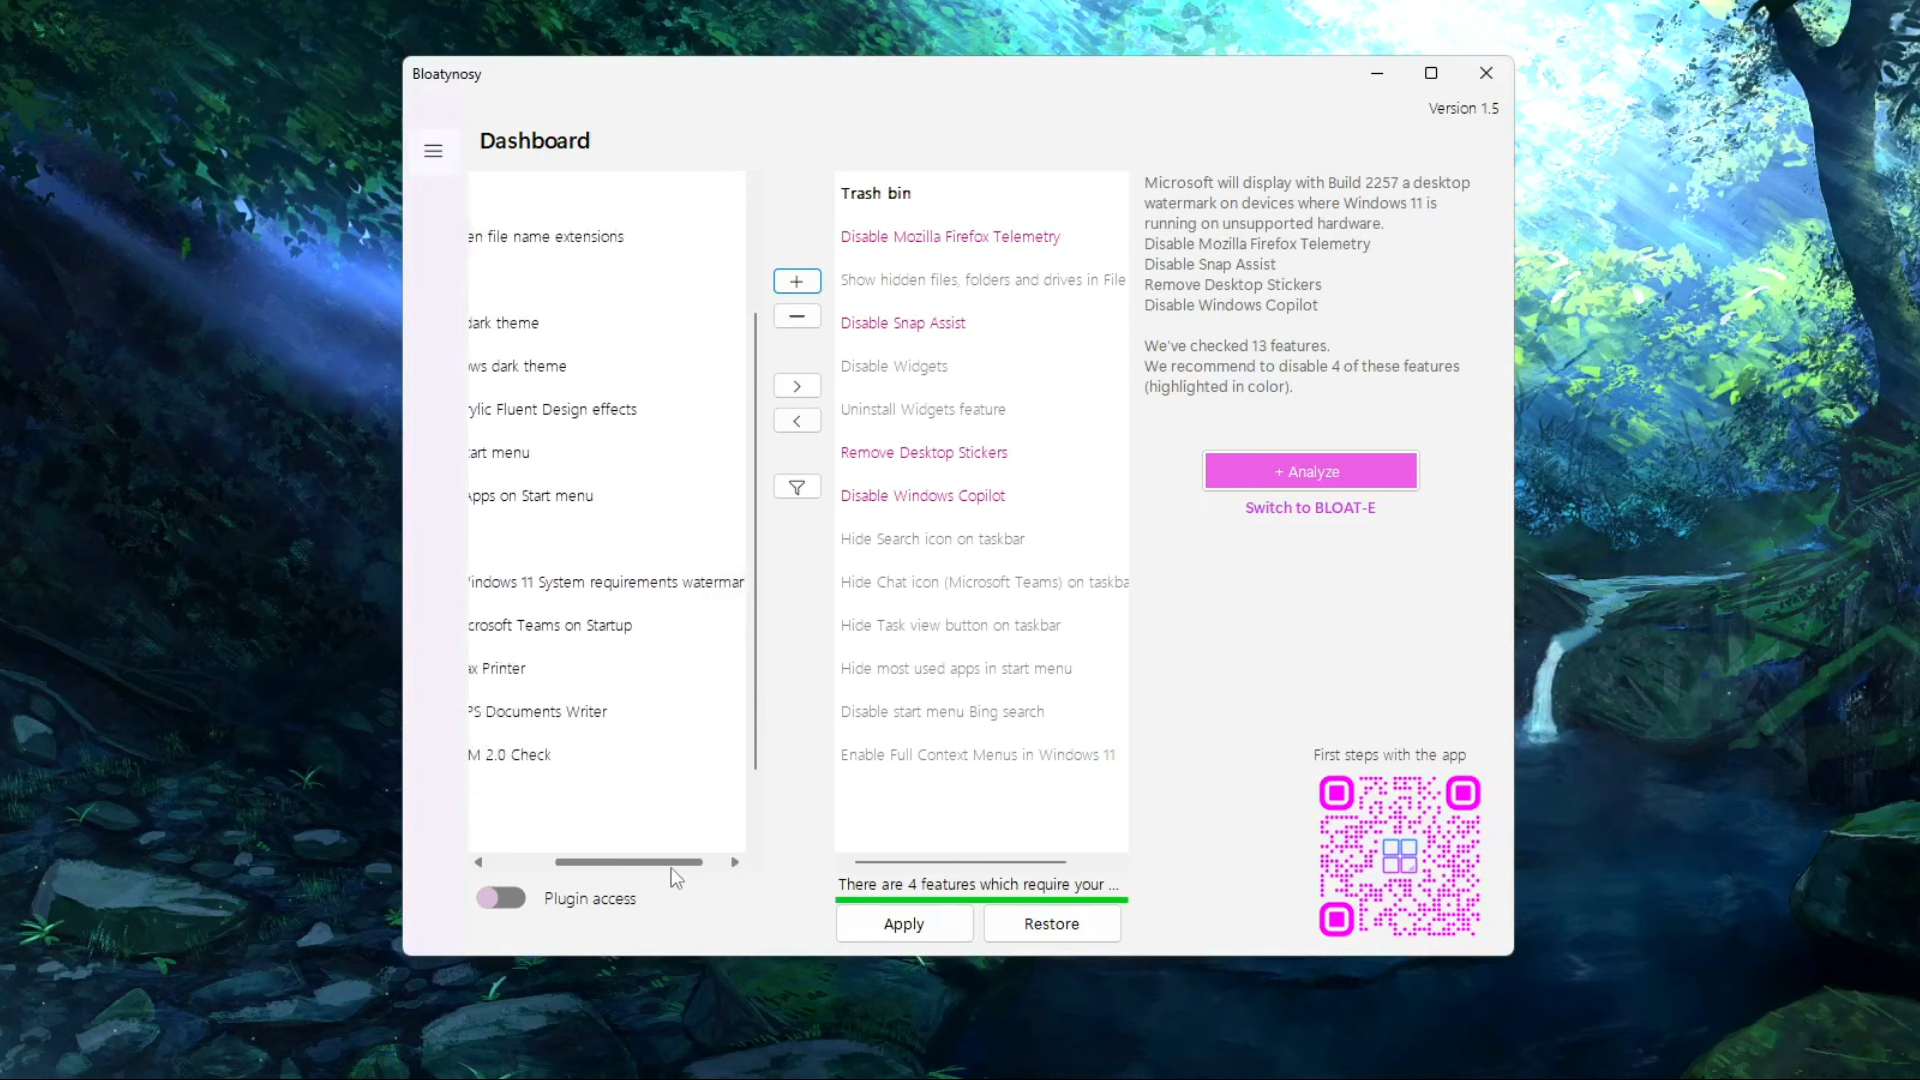 Bloatynosy
Version 1.5
Dashboard
en file name extensions
dark theme
ws dark theme
rylic Fluent Design effects
art menu
Apps on Start menu
indows 11 System requirements watermar
crosoft Teams on Startup
ax Printer
PS Documents Writer
M 2.0 Check
Plugin access
Trash bin
Disable Mozilla Firefox Telemetry
Show hidden files, folders and drives in File
Disable Snap Assist
Disable Widgets
Uninstall Widgets feature
Remove Desktop Stickers
Disable Windows Copilot
Hide Search icon on taskbar
Hide Chat icon (Microsoft Teams) on taskba
Hide Task view button on taskbar
Hide most used apps in start menu
Disable start menu Bing search
Enable Full Context Menus in Windows 11
There are 4 features which require your ...
Apply
Restore
Microsoft will display with Build 2257 a desktop
watermark on devices where Windows 11 is
running on unsupported hardware.
Disable Mozilla Firefox Telemetry
Disable Snap Assist
Remove Desktop Stickers
Disable Windows Copilot
We've checked 13 features.
We recommend to disable 4 of these features
(highlighted in color).
+ Analyze
Switch to BLOAT-E
First steps with the app